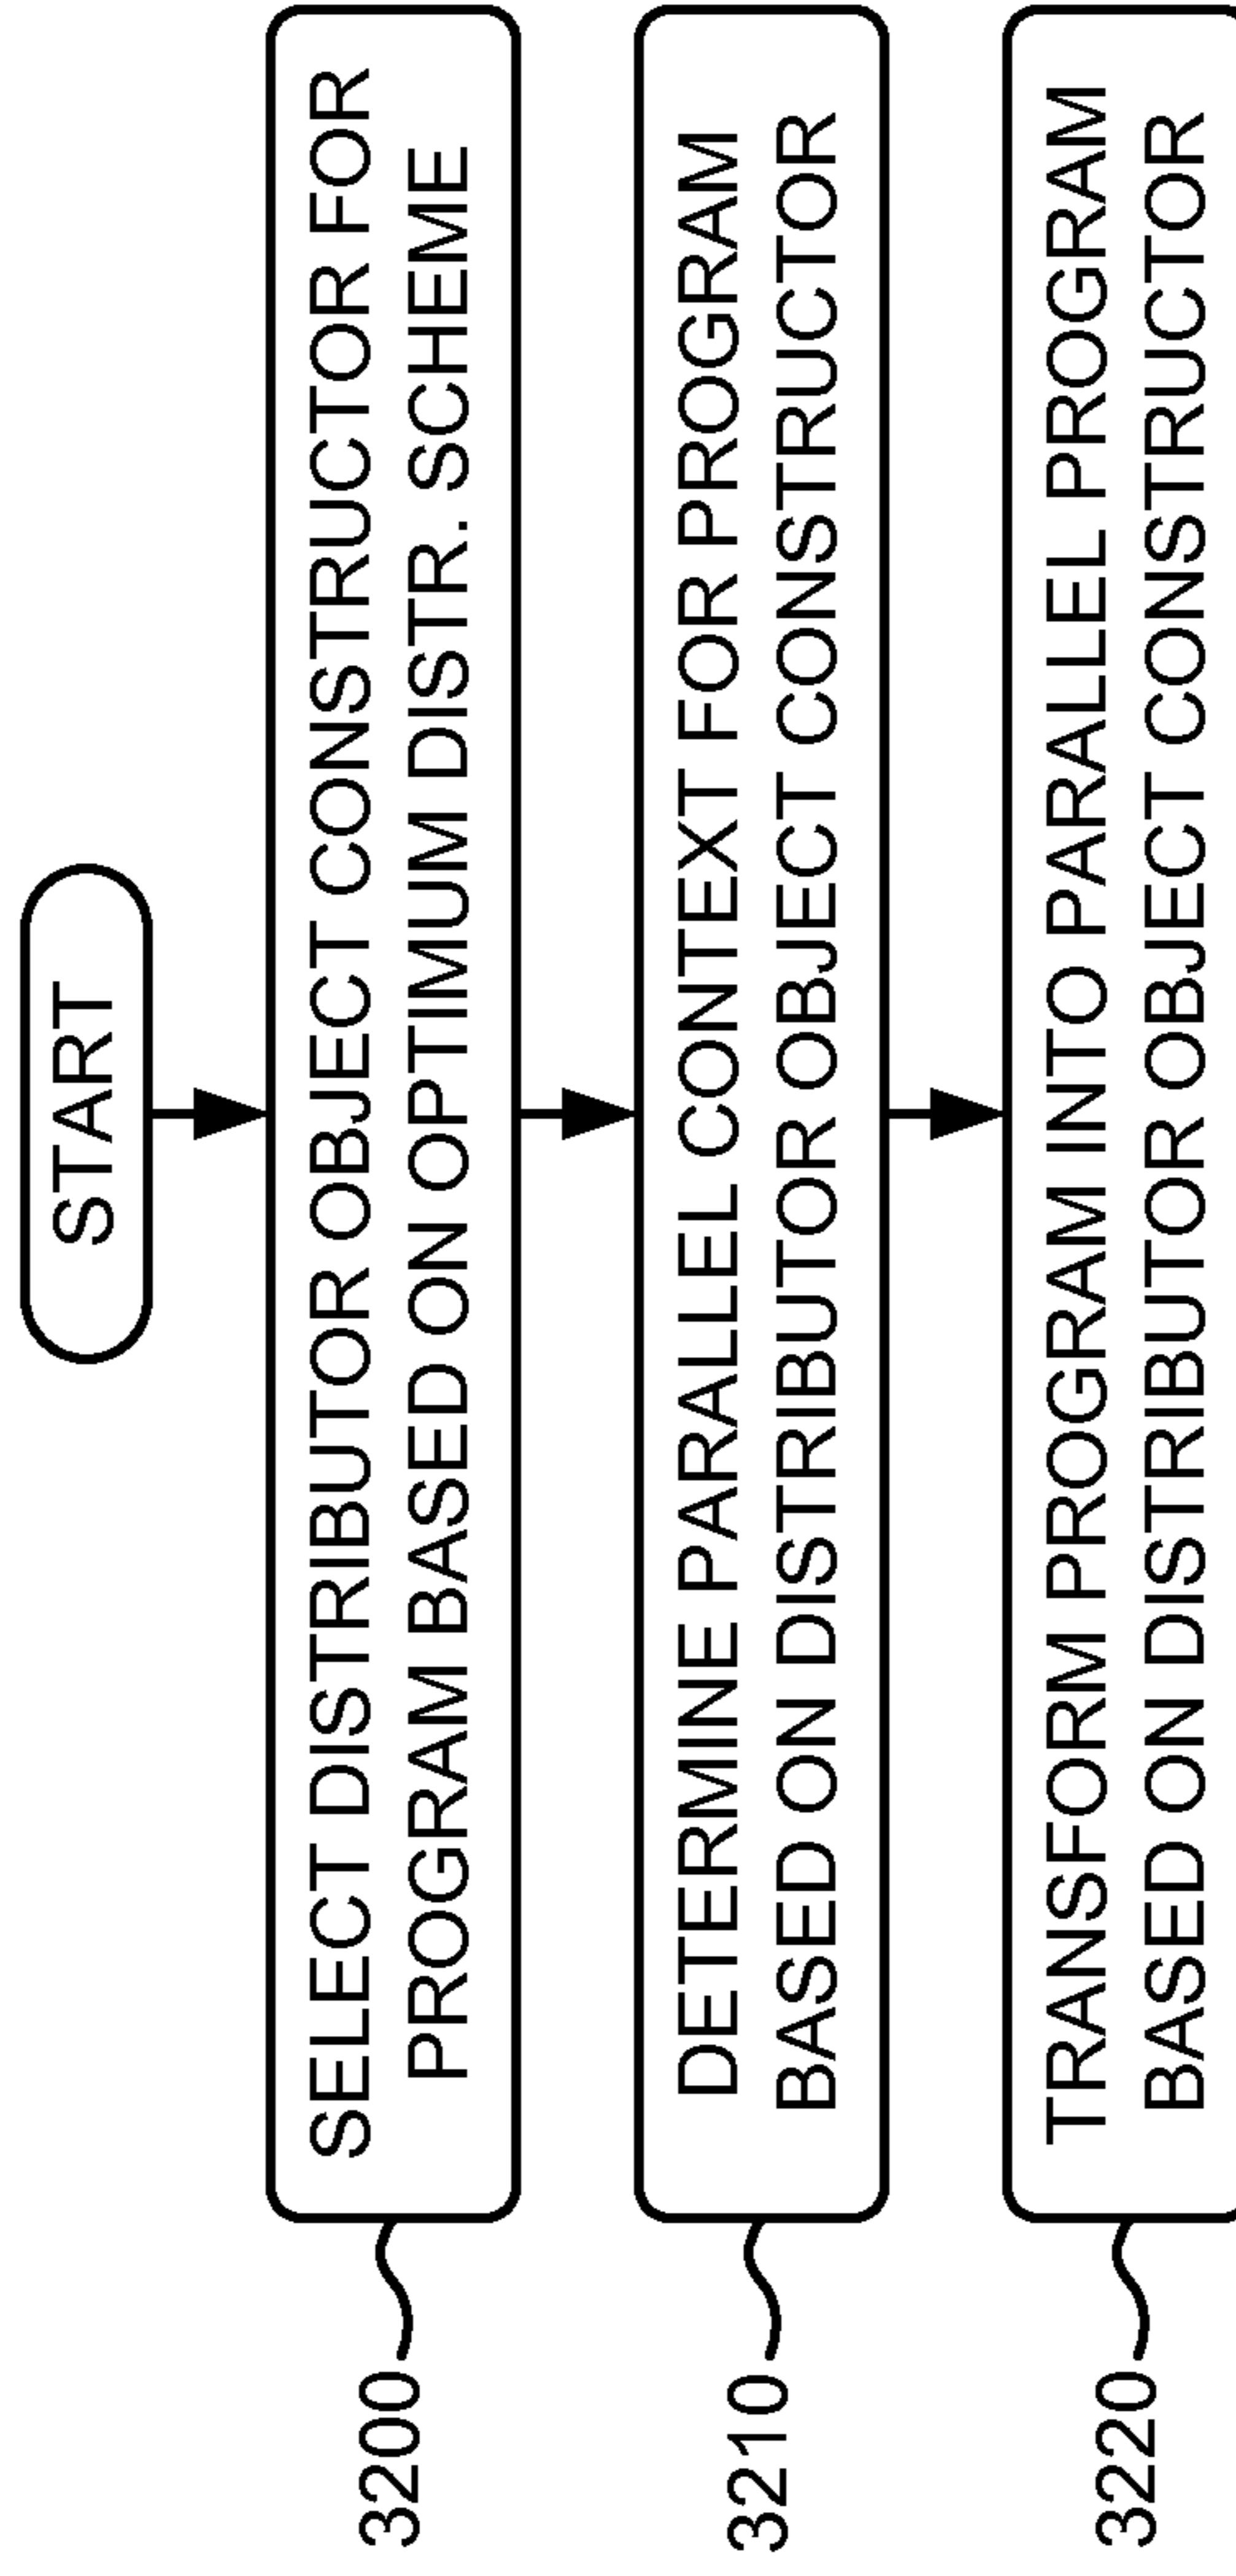 START
SELECT DISTRIBUTOR OBJECT CONSTRUCTOR FOR
PROGRAM BASED ON OPTIMUM DISTR. SCHEME
3200
DETERMINE PARALLEL CONTEXT FOR PROGRAM
BASED ON DISTRIBUTOR OBJECT CONSTRUCTOR
3210
TRANSFORM PROGRAM INTO PARALLEL PROGRAM
BASED ON DISTRIBUTOR OBJECT CONSTRUCTOR
3220